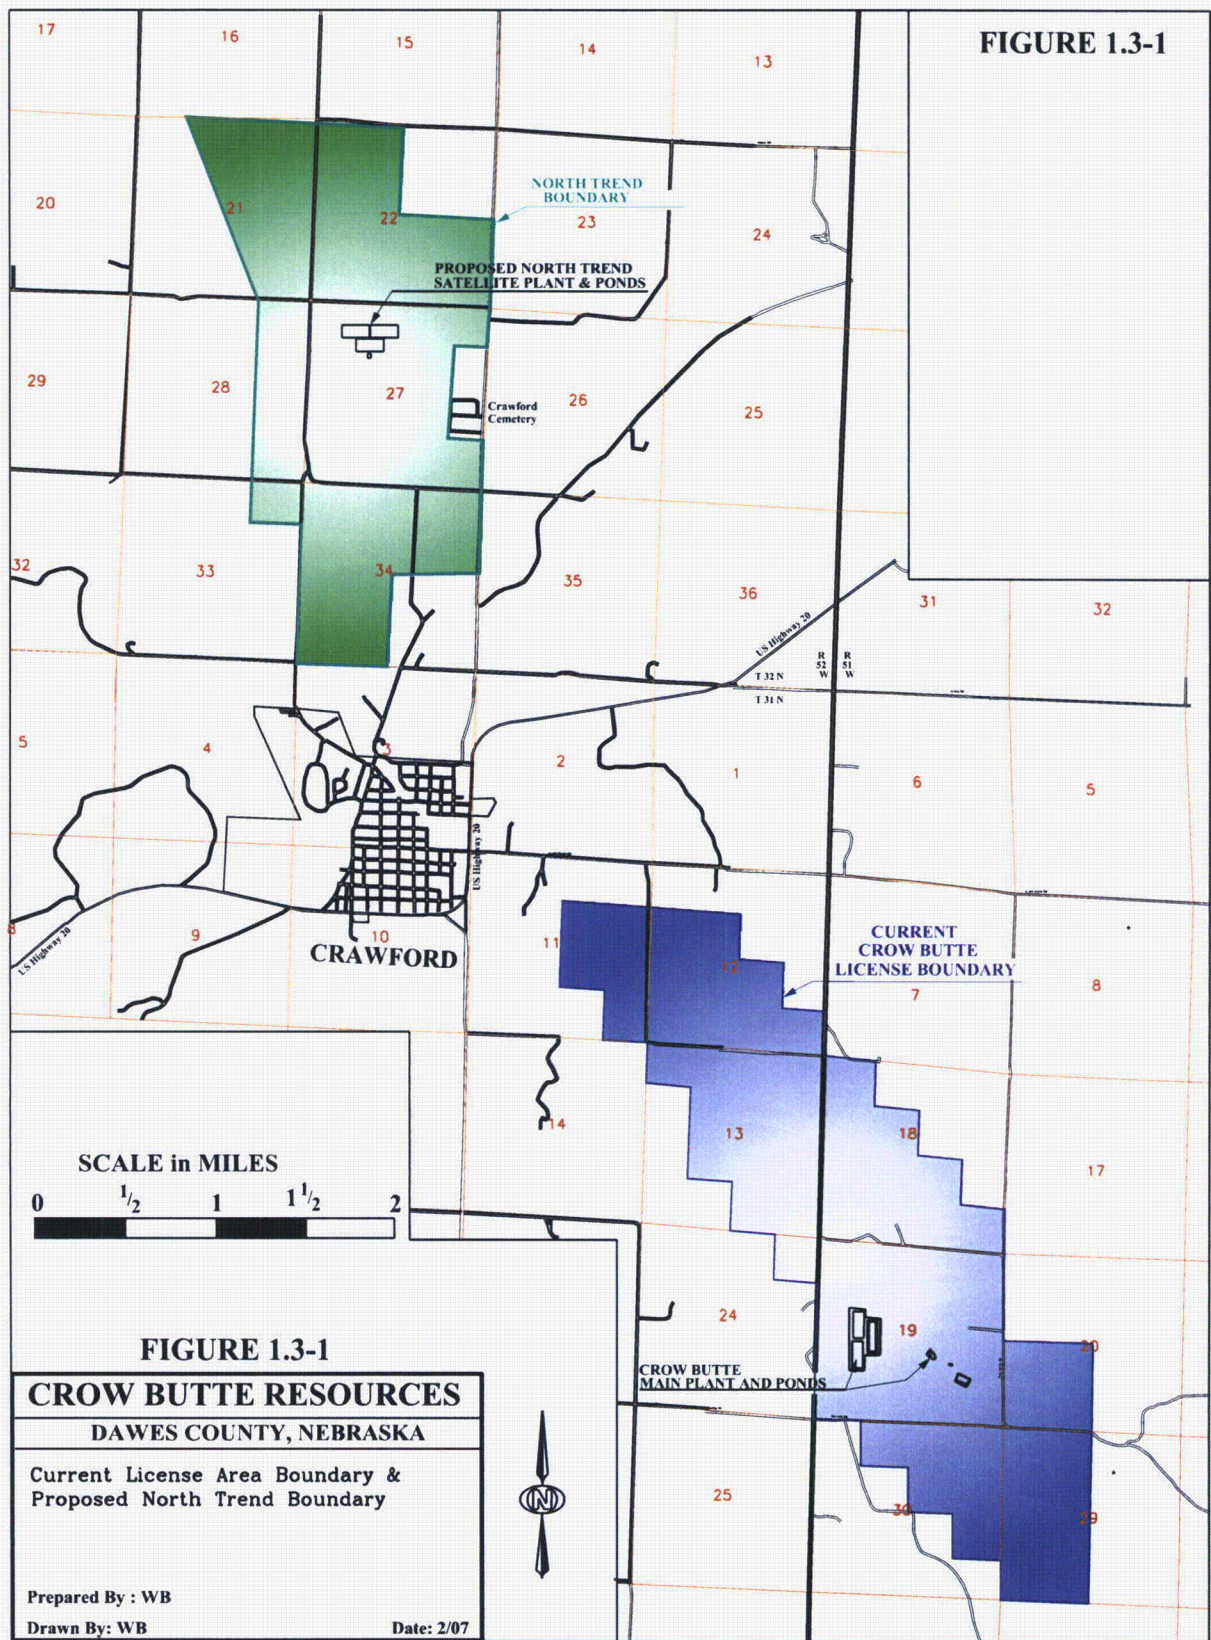 FIGURE 1.3-1
17
16
15
14
13
20
21
22
23
24
NORTH TREND
BOUNDARY
PROPOSED NORTH TREND
SATELLITE PLANT & PONDS
29
28
27
26
25
Crawford
Cemetery
32
33
34
35
36
31
32
US Highway 20
R
52
W
R
51
W
T 32 N
T 31 N
5
4
3
2
1
6
5
US Highway 20
8
9
10
11
12
7
8
US Highway 20
CRAWFORD
CURRENT
CROW BUTTE
LICENSE BOUNDARY
14
13
18
17
SCALE in MILES
0
1/2
1
1 1/2
2
24
19
20
CROW BUTTE
MAIN PLANT AND PONDS
25
30
29
FIGURE 1.3-1
CROW BUTTE RESOURCES
DAWES COUNTY, NEBRASKA
Current License Area Boundary &
Proposed North Trend Boundary
N
Prepared By : WB
Drawn By: WB
Date: 2/07